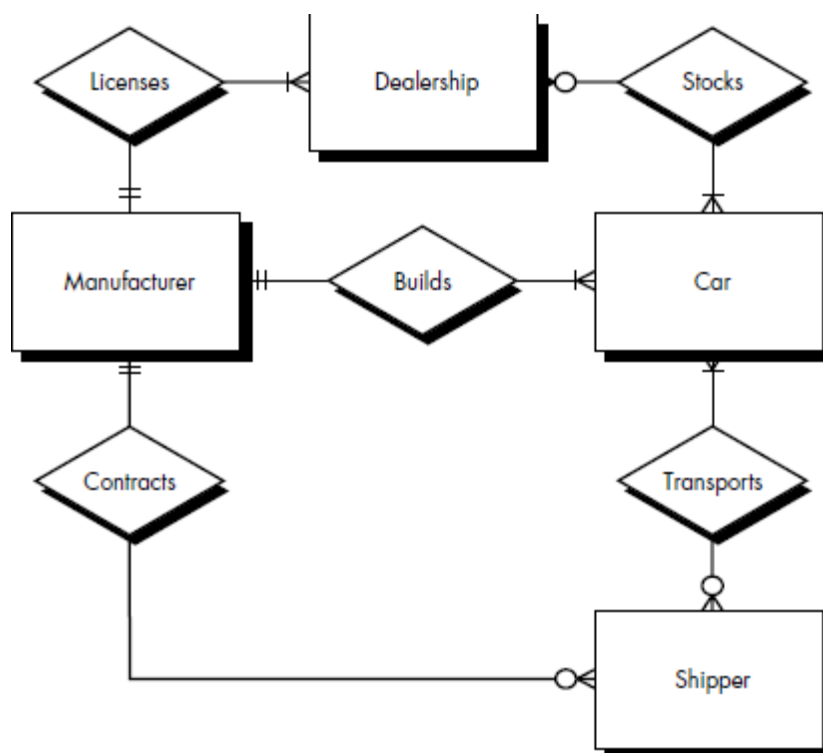 Licenses
Dealership
Stocks
Manufacturer
Builds
Car
Contracts
Transports
Shipper